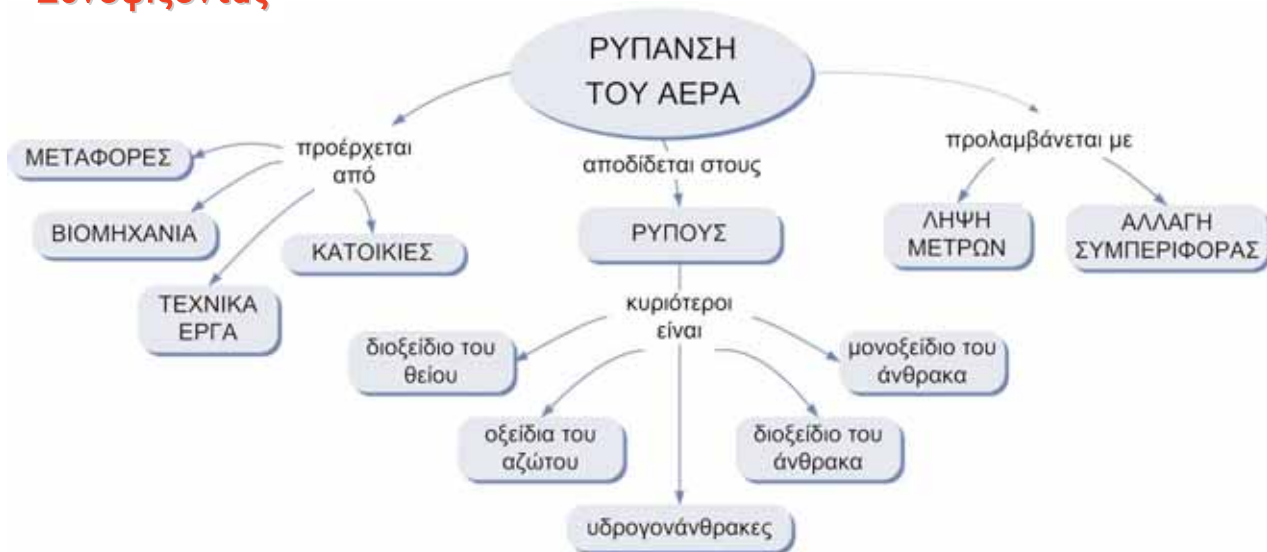 ΡΥΠΑΝΣΗ
ΤΟΥ ΑΕΡΑ
προέρχεται
από
ΜΕΤΑΦΟΡΕΣ
ΒΙΟΜΗΧΑΝΙΑ
ΤΕΧΝΙΚΑ
ΕΡΓΑ
ΚΑΤΟΙΚΙΕΣ
αποδίδεται στους
ΡΥΠΟΥΣ
κυριότεροι
είναι
διοξείδιο του
θείου
οξείδια του
αζώτου
υδρογονάνθρακες
διοξείδιο του
άνθρακα
μονοξείδιο του
άνθρακα
προλαμβάνεται με
ΛΗΨΗ
ΜΕΤΡΩΝ
ΑΛΛΑΓΗ
ΣΥΜΠΕΡΙΦΟΡΑΣ